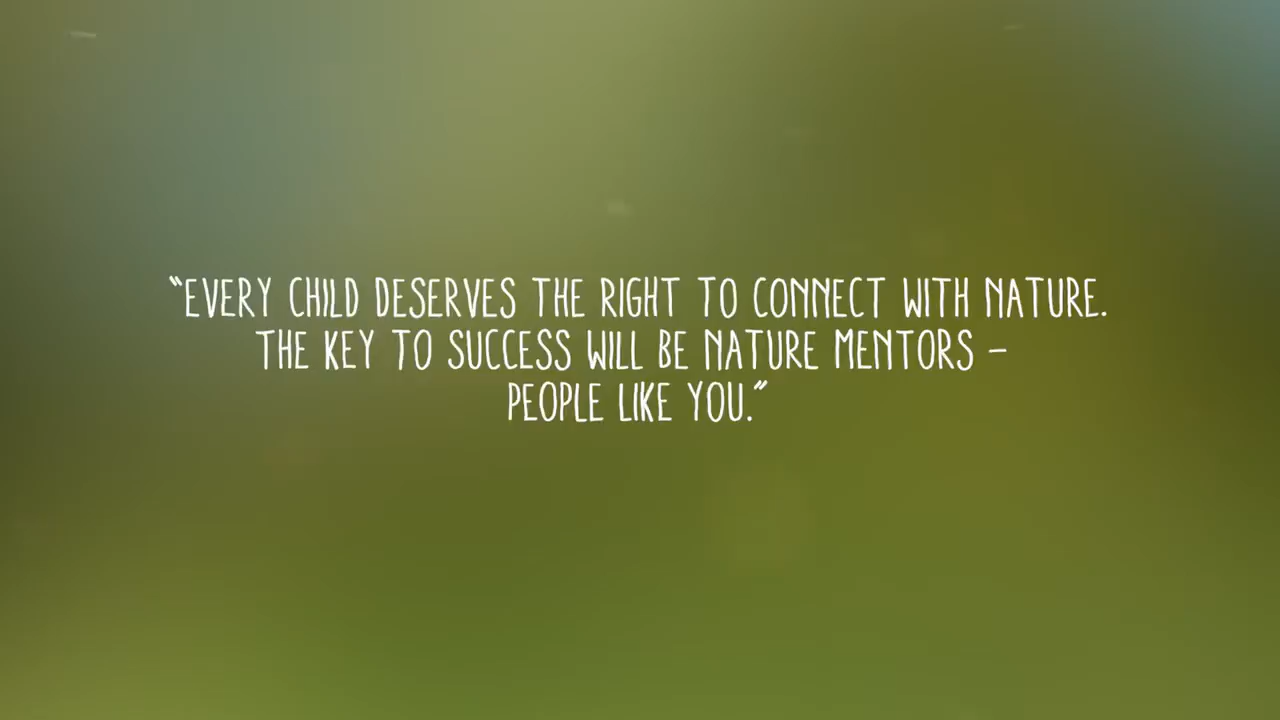 "EVERY CHILD DESERVES THE RIGHT TO CONNECT WITH NATURE.
THE KEY TO SUCCESS WILL BE NATURE MENTORS –
PEOPLE LIKE YOU."